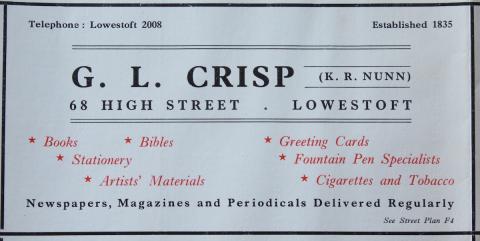 Telephone : Lowestoft 2008 Established 1835
G. L. CRISP (K. R. NUNN)
68 HIGH STREET . LOWESTOFT
★ Books ★ Bibles ★ Greeting Cards
★ Stationery ★ Fountain Pen Specialists
★ Artists' Materials ★ Cigarettes and Tobacco
Newspapers, Magazines and Periodicals Delivered Regularly
See Street Plan F4